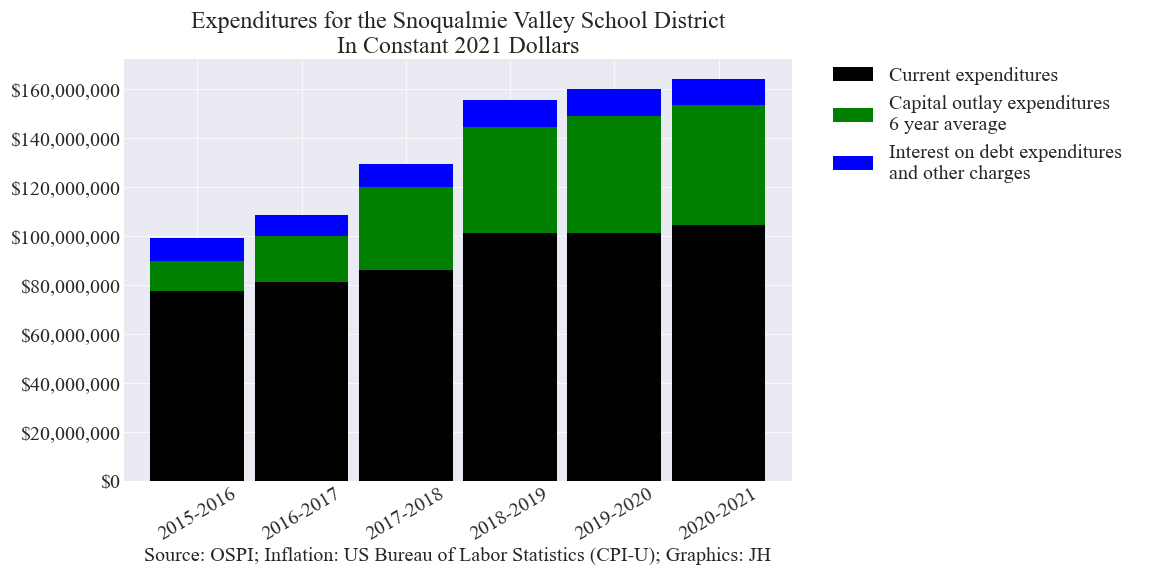 Expenditures for the Snoqualmie Valley School District
In Constant 2021 Dollars
$160,000,000
$140,000,000
$120,000,000
$100,000,000
$80,000,000
$60,000,000
$40,000,000
$20,000,000
$0
2015-2016
2016-2017
2017-2018
2018-2019
2019-2020
2020-2021
Source: OSPI; Inflation: US Bureau of Labor Statistics (CPI-U); Graphics: JH
Current expenditures
Capital outlay expenditures
6 year average
Interest on debt expenditures
and other charges